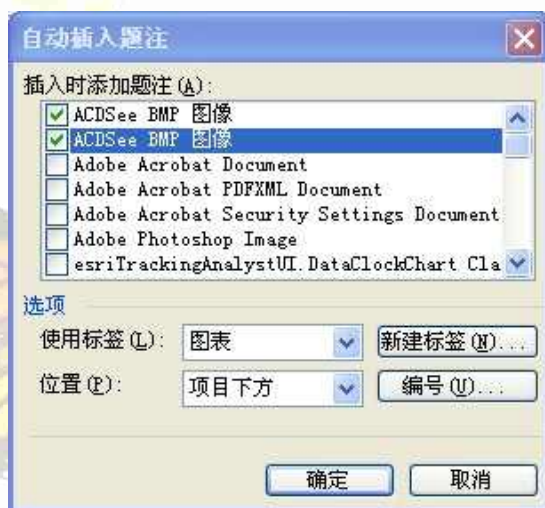 自动插入题注
插入时添加题注(A):
ACDSee BMP 图像
ACDSee BMP 图像
Adobe Acrobat Document
Adobe Acrobat PDFXML Document
Adobe Acrobat Security Settings Document
Adobe Photoshop Image
esriTrackingAnalystUI.DataClockChart Cla
选项
使用标签(L): 图表 新建标签(N)...
位置(P): 项目下方 编号(U)...
确定 取消